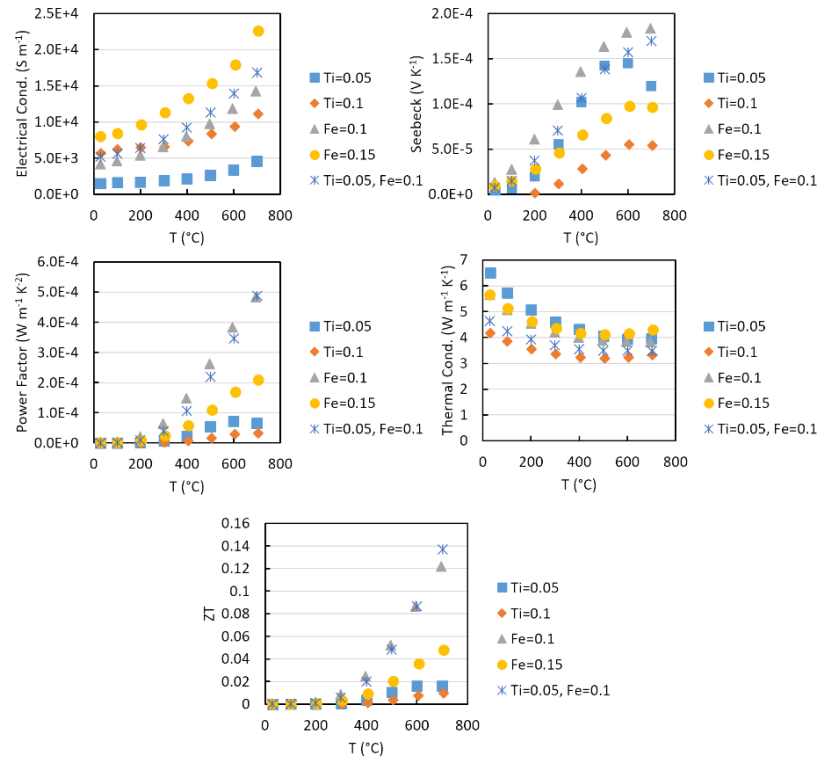 Electrical Cond. (S m⁻¹)
2.5E+4
2.0E+4
1.5E+4
1.0E+4
5.0E+3
0.0E+0
0 200 400 600 800
T (°C)
Ti=0.05
Ti=0.1
Fe=0.1
Fe=0.15
Ti=0.05, Fe=0.1
Seebeck (V K⁻¹)
2.0E-4
1.5E-4
1.0E-4
5.0E-5
0.0E+0
0 200 400 600 800
T (°C)
Ti=0.05
Ti=0.1
Fe=0.1
Fe=0.15
Ti=0.05, Fe=0.1
Power Factor (W m⁻¹ K⁻²)
6.0E-4
5.0E-4
4.0E-4
3.0E-4
2.0E-4
1.0E-4
0.0E+0
0 200 400 600 800
T (°C)
Ti=0.05
Ti=0.1
Fe=0.1
Fe=0.15
Ti=0.05, Fe=0.1
Thermal Cond. (W m⁻¹ K⁻¹)
7
6
5
4
3
2
1
0
0 200 400 600 800
T (°C)
Ti=0.05
Ti=0.1
Fe=0.1
Fe=0.15
Ti=0.05, Fe=0.1
ZT
0.16
0.14
0.12
0.1
0.08
0.06
0.04
0.02
0
0 200 400 600 800
T (°C)
Ti=0.05
Ti=0.1
Fe=0.1
Fe=0.15
Ti=0.05, Fe=0.1